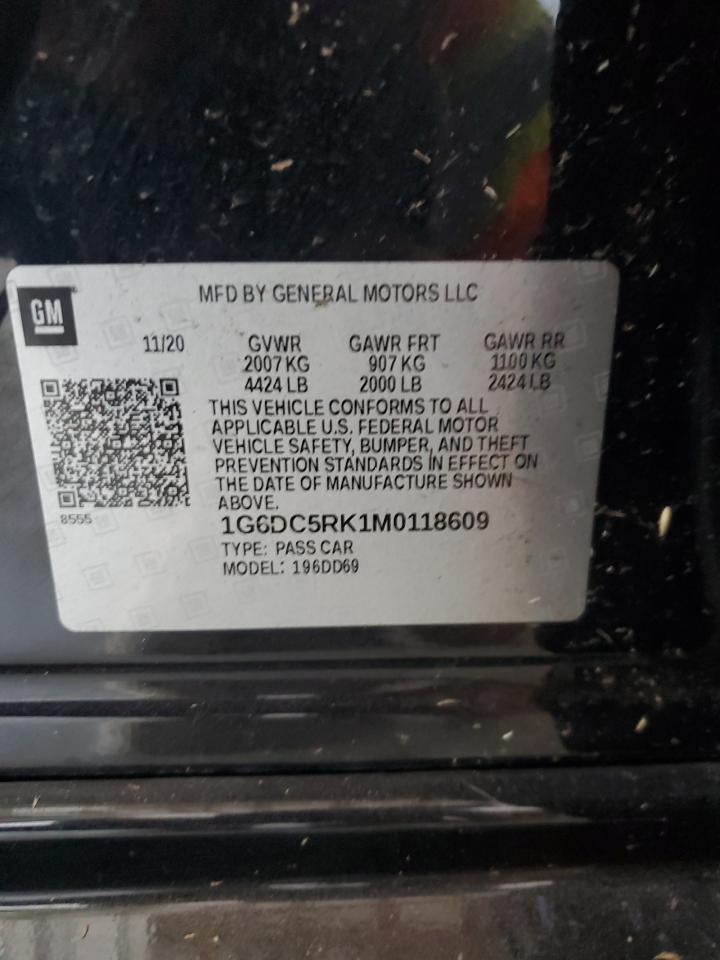 GM
MFD BY GENERAL MOTORS LLC
11/20 GVWR GAWR FRT GAWR RR
2007 KG 907 KG 1100 KG
4424 LB 2000 LB 2424 LB
THIS VEHICLE CONFORMS TO ALL
APPLICABLE U.S. FEDERAL MOTOR
VEHICLE SAFETY, BUMPER, AND THEFT
PREVENTION STANDARDS IN EFFECT ON
THE DATE OF MANUFACTURE SHOWN
ABOVE.
8555
1G6DC5RK1M0118609
TYPE: PASS CAR
MODEL: 196DD69